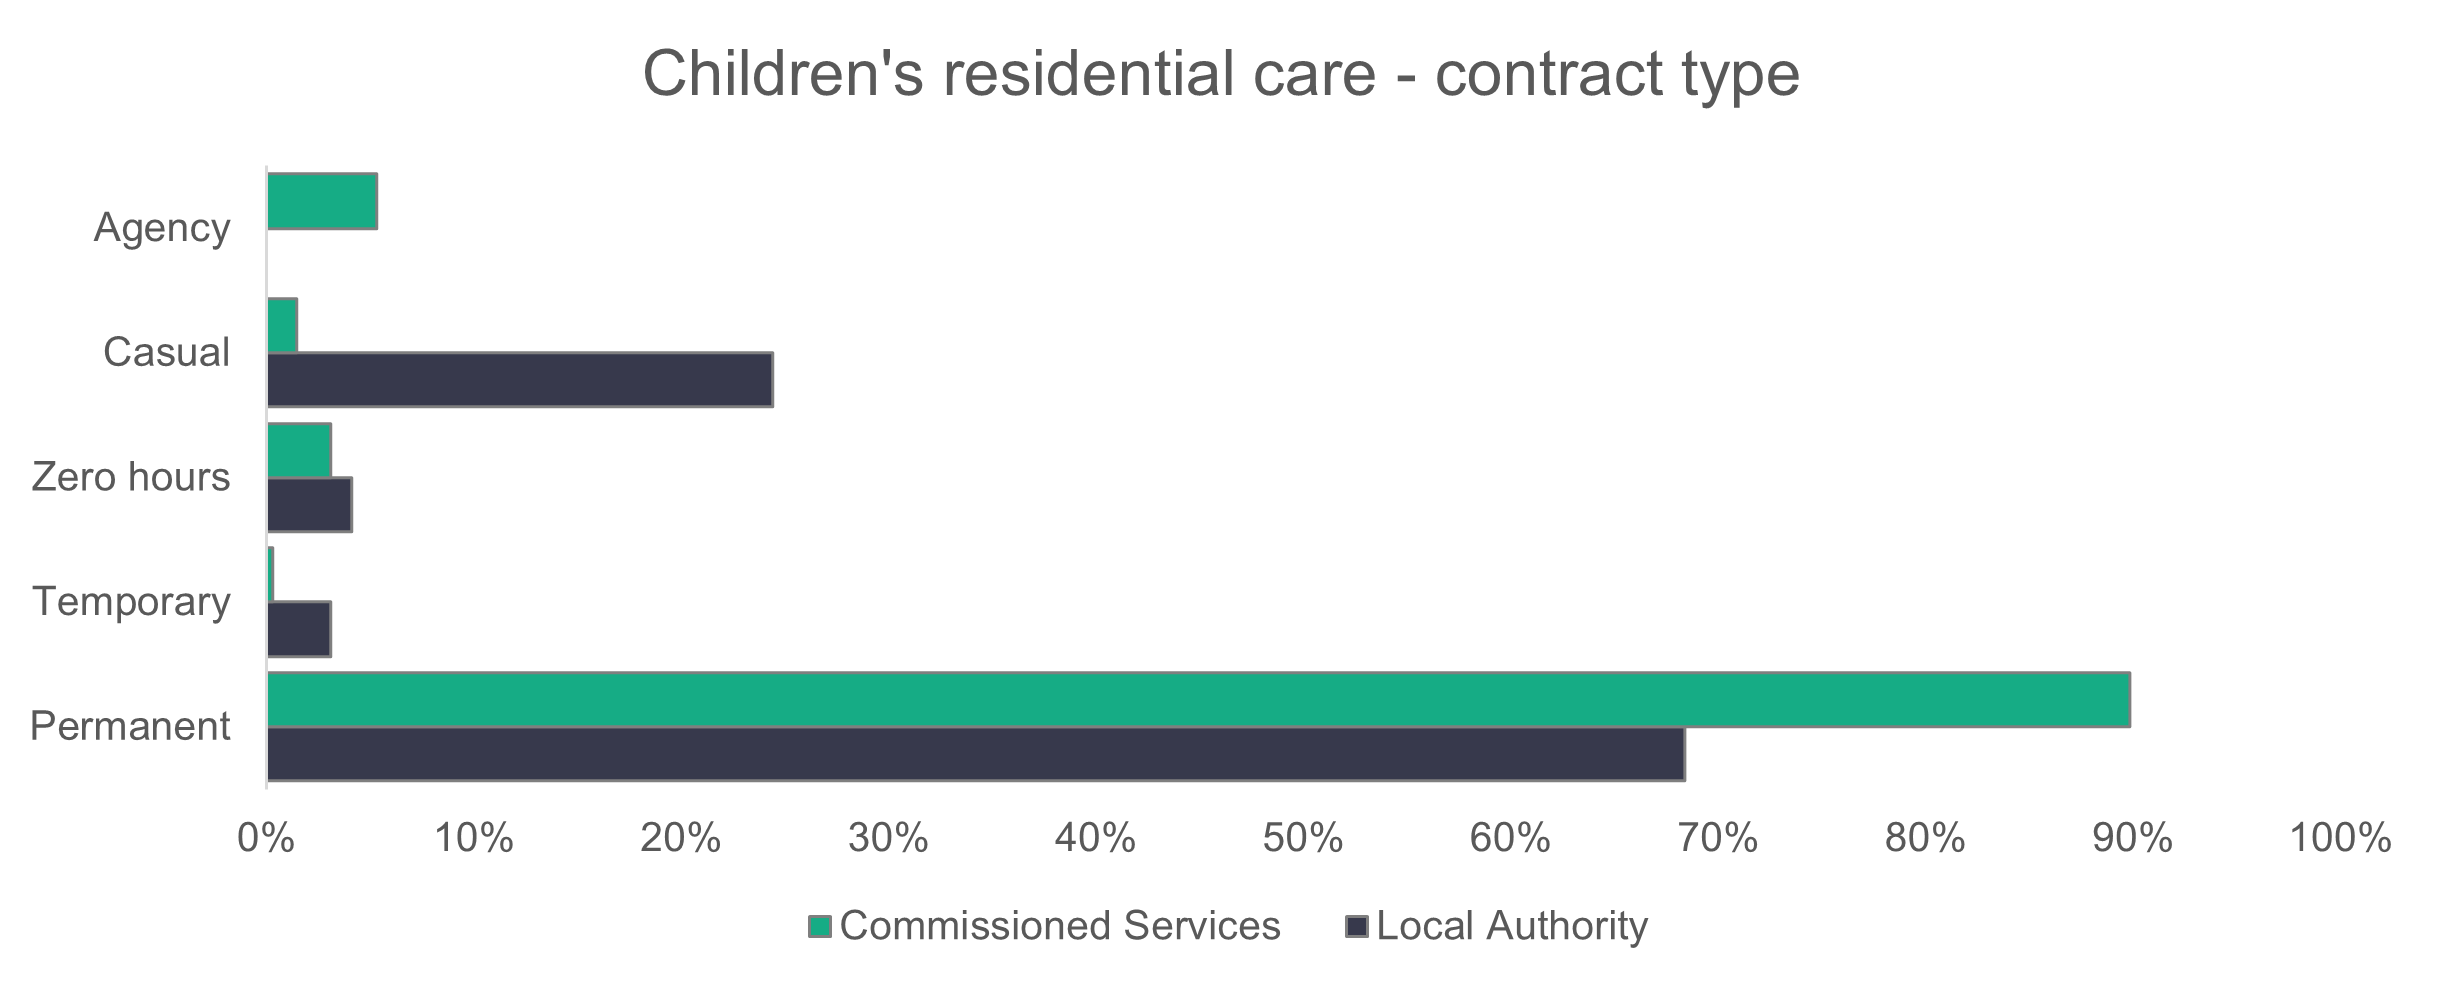 Children's residential care - contract type
Agency
Casual
Zero hours
Temporary
Permanent
0% 10% 20% 30% 40% 50% 60% 70% 80% 90% 100%
Commissioned Services Local Authority